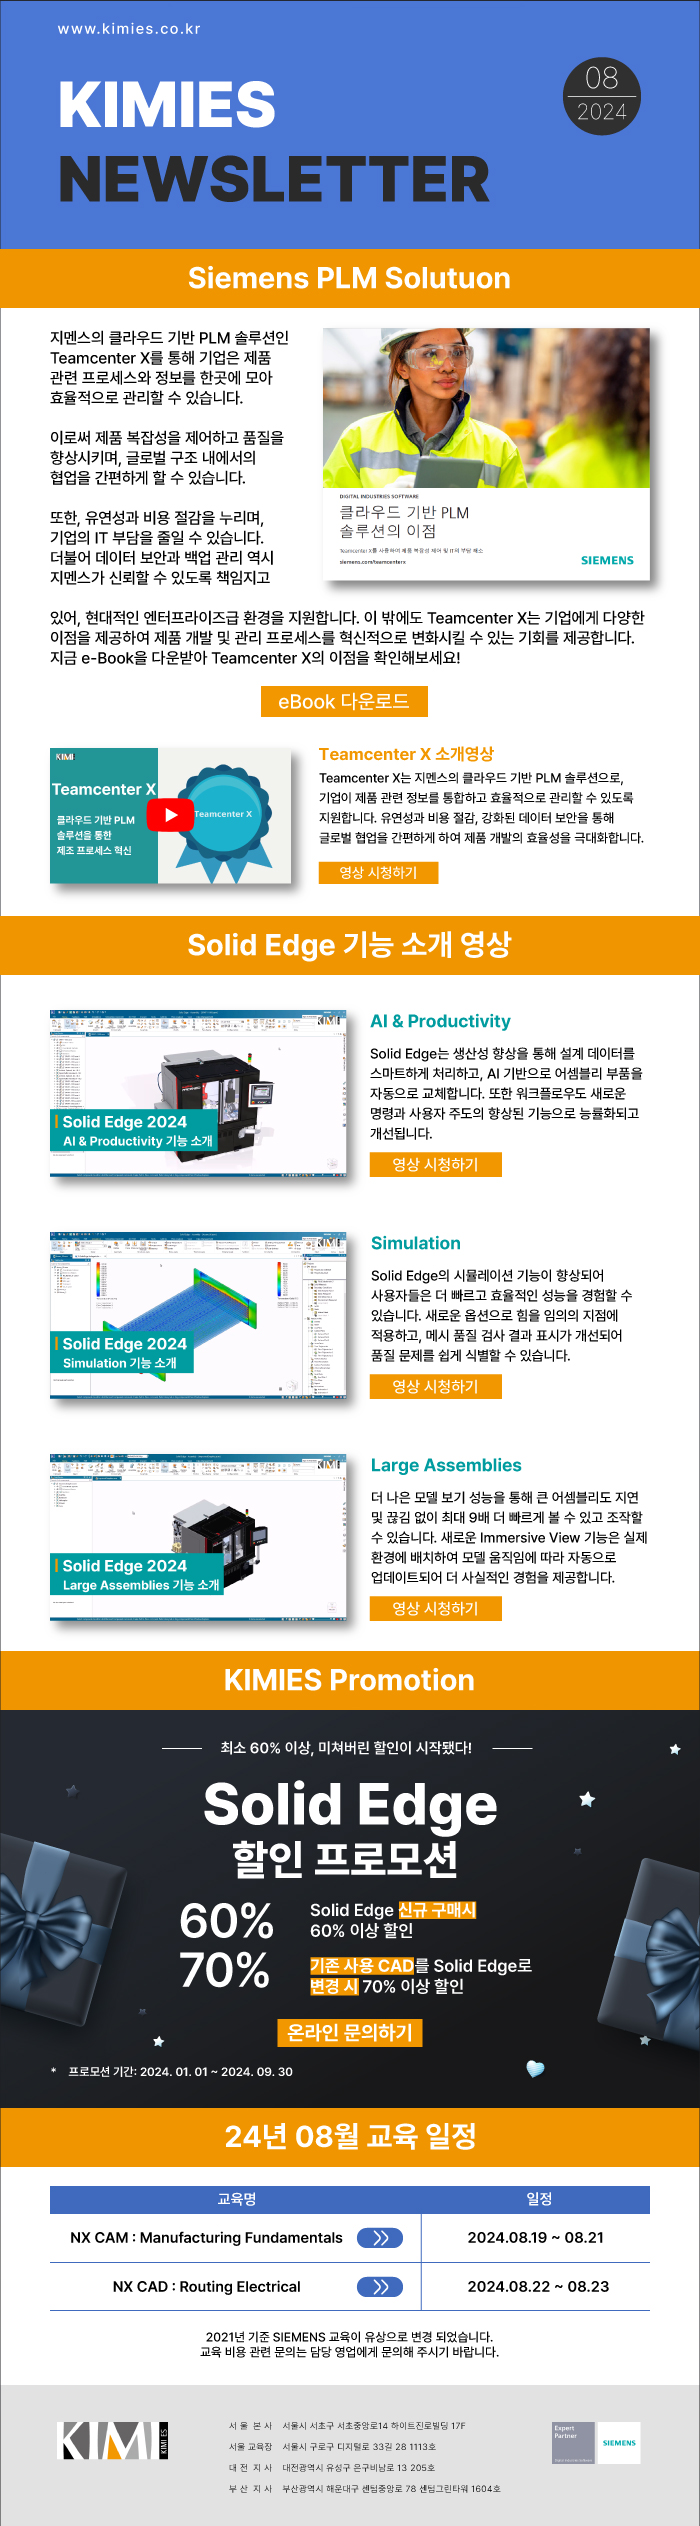 www.kimies.co.kr
KIMIES
08
2024
NEWSLETTER
Siemens PLM Solutuon
지멘스의 클라우드 기반 PLM 솔루션인
Teamcenter X를 통해 기업은 제품
관련 프로세스와 정보를 한곳에 모아
효율적으로 관리할 수 있습니다.
이로써 제품 복잡성을 제어하고 품질을
향상시키며, 글로벌 구조 내에서의
협업을 간편하게 할 수 있습니다.
또한, 유연성과 비용 절감을 누리며,
기업의 IT 부담을 줄일 수 있습니다.
더불어 데이터 보안과 백업 관리 역시
지멘스가 신뢰할 수 있도록 책임지고
DIGITAL INDUSTRIES SOFTWARE
클라우드 기반 PLM
솔루션의 이점
Teamcenter X를 사용하여 제품 복잡성 제어 및 IT의 부담 해소
siemens.com/teamcenterx
SIEMENS
있어, 현대적인 엔터프라이즈급 환경을 지원합니다. 이 밖에도 Teamcenter X는 기업에게 다양한
이점을 제공하여 제품 개발 및 관리 프로세스를 혁신적으로 변화시킬 수 있는 기회를 제공합니다.
지금 e-Book을 다운받아 Teamcenter X의 이점을 확인해보세요!
eBook 다운로드
KIMI
Teamcenter X
클라우드 기반 PLM
솔루션을 통한
제조 프로세스 혁신
Teamcenter X
Teamcenter X 소개영상
Teamcenter X는 지멘스의 클라우드 기반 PLM 솔루션으로,
기업이 제품 관련 정보를 통합하고 효율적으로 관리할 수 있도록
지원합니다. 유연성과 비용 절감, 강화된 데이터 보안을 통해
글로벌 협업을 간편하게 하여 제품 개발의 효율성을 극대화합니다.
영상 시청하기
Solid Edge 기능 소개 영상
KIMI
Solid Edge 2024
AI & Productivity 기능 소개
AI & Productivity
Solid Edge는 생산성 향상을 통해 설계 데이터를
스마트하게 처리하고, AI 기반으로 어셈블리 부품을
자동으로 교체합니다. 또한 워크플로우도 새로운
명령과 사용자 주도의 향상된 기능으로 능률화되고
개선됩니다.
영상 시청하기
KIMI
Solid Edge 2024
Simulation 기능 소개
Simulation
Solid Edge의 시뮬레이션 기능이 향상되어
사용자들은 더 빠르고 효율적인 성능을 경험할 수
있습니다. 새로운 옵션으로 힘을 임의의 지점에
적용하고, 메시 품질 검사 결과 표시가 개선되어
품질 문제를 쉽게 식별할 수 있습니다.
영상 시청하기
KIMI
Solid Edge 2024
Large Assemblies 기능 소개
Large Assemblies
더 나은 모델 보기 성능을 통해 큰 어셈블리도 지연
및 끊김 없이 최대 9배 더 빠르게 볼 수 있고 조작할
수 있습니다. 새로운 Immersive View 기능은 실제
환경에 배치하여 모델 움직임에 따라 자동으로
업데이트되어 더 사실적인 경험을 제공합니다.
영상 시청하기
KIMIES Promotion
최소 60% 이상, 미쳐버린 할인이 시작됐다!
Solid Edge
할인 프로모션
60%
Solid Edge 신규 구매시
60% 이상 할인
70%
기존 사용 CAD를 Solid Edge로
변경 시 70% 이상 할인
온라인 문의하기
* 프로모션 기간: 2024. 01. 01 ~ 2024. 09. 30
24년 08월 교육 일정
교육명 일정
NX CAM : Manufacturing Fundamentals 2024.08.19 ~ 08.21
NX CAD : Routing Electrical 2024.08.22 ~ 08.23
2021년 기준 SIEMENS 교육이 유상으로 변경 되었습니다.
교육 비용 관련 문의는 담당 영업에게 문의해 주시기 바랍니다.
KIMI KIMI ES
서울 본사 서울시 서초구 서초중앙로14 하이트진로빌딩 17F
서울 교육장 서울시 구로구 디지털로 33길 28 1113호
대전 지사 대전광역시 유성구 은구비남로 13 205호
부산 지사 부산광역시 해운대구 센텀중앙로 78 센텀그린타워 1604호
Expert
Partner
SIEMENS